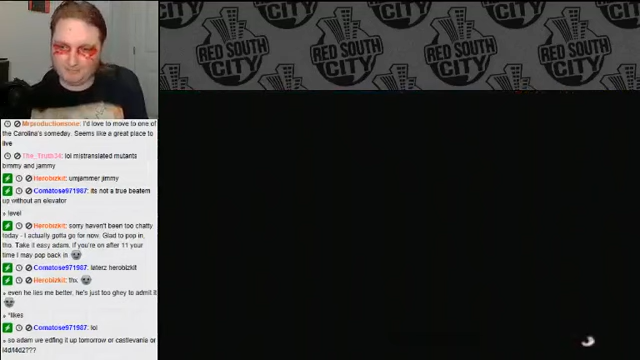 RED SOUTH CITY
RED SOUTH CITY
RED SOUTH CITY
RED SOUTH CITY
Mrproductionsone: I'd love to move to one of
the Carolina's someday. Seems like a great place to
live
The_Truth34: lol mistranslated mutants
bimmy and jammy
Herobizkit: umjammer jimmy
Comatose971987: its not a true beatem
up without an elevator
level
Herobizkit: sorry haven't been too chatty
today - I actually gotta go for now. Glad to pop in,
tho. Take it easy adam. if you're on after 11 your
time I may pop back in
Comatose971987: laterz herobizkit
Herobizkit: thx.
even he lies me better, he's just too ghey to admit it
*likes
Comatose971987: lol
so adam we edfing it up tomorrow or castlevania or
l4d14d2???